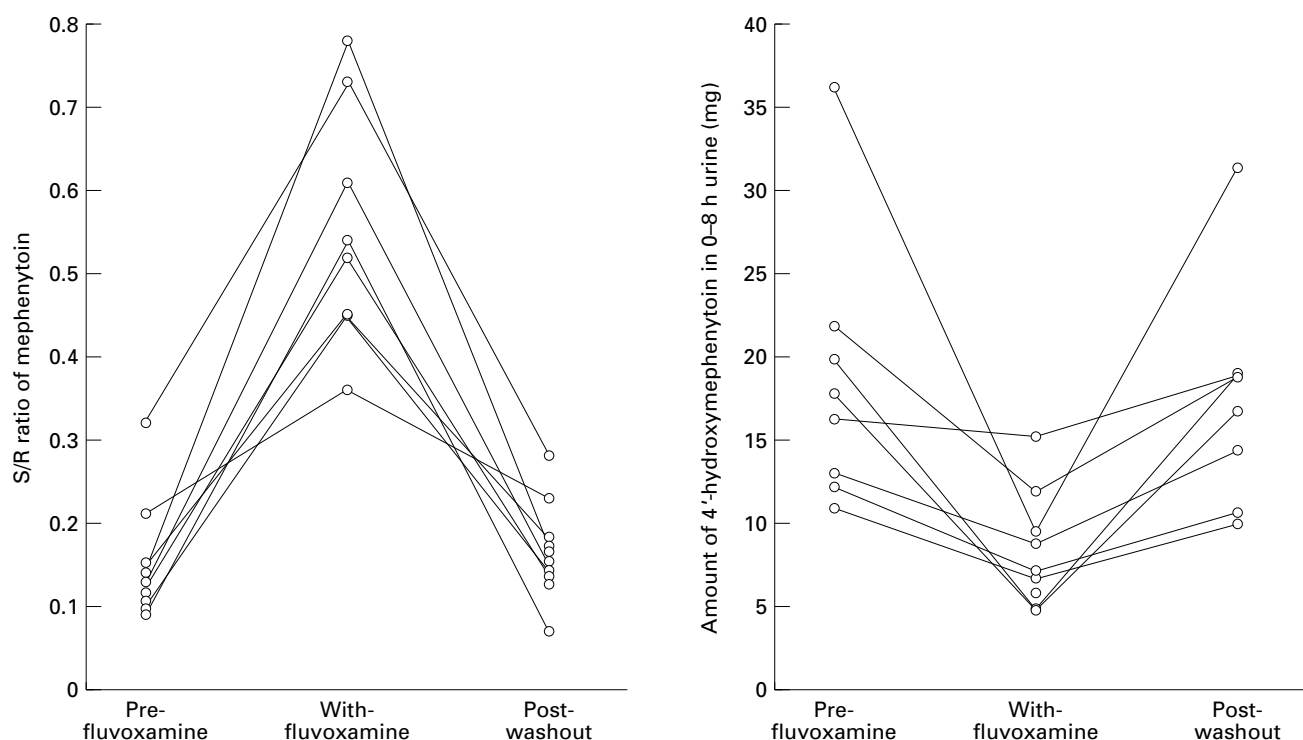 S/R ratio of mephenytoin
0.8
0.7
0.6
0.5
0.4
0.3
0.2
0.1
0
Pre-
fluvoxamine
With-
fluvoxamine
Post-
washout
Amount of 4'-hydroxymephenytoin in 0–8 h urine (mg)
40
35
30
25
20
15
10
5
0
Pre-
fluvoxamine
With-
fluvoxamine
Post-
washout